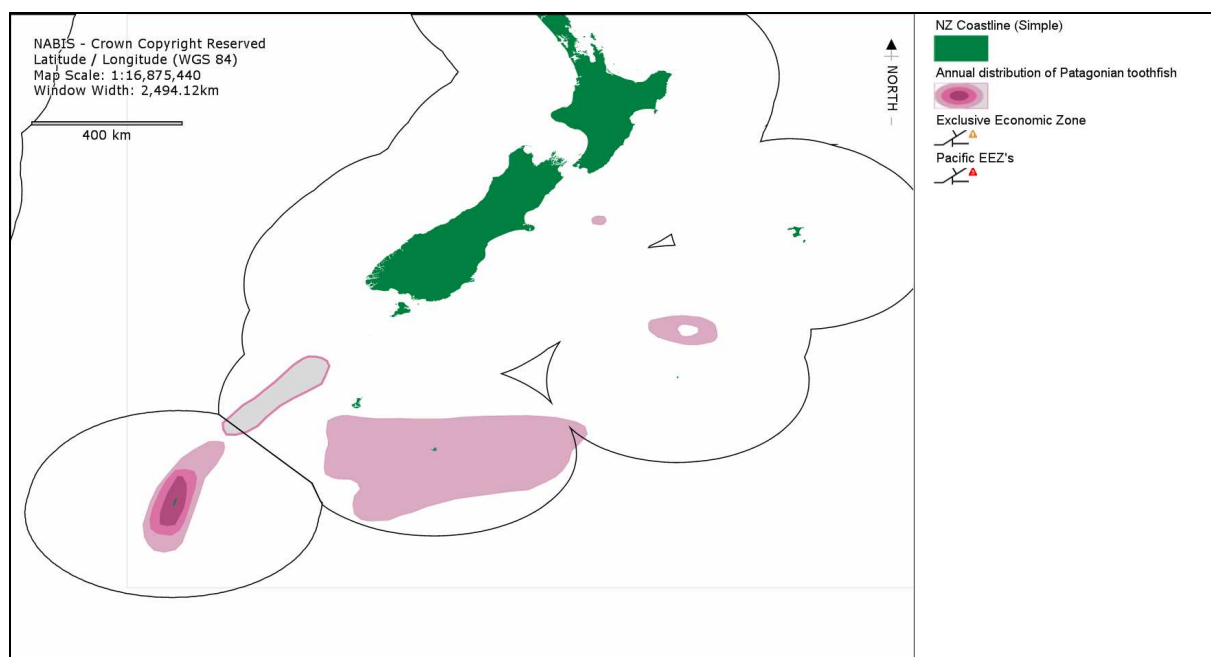 NABIS - Crown Copyright Reserved
Latitude / Longitude (WGS 84)
Map Scale: 1:16,875,440
Window Width: 2,494.12km
400 km
NORTH
NZ Coastline (Simple)
Annual distribution of Patagonian toothfish
Exclusive Economic Zone
Pacific EEZ's